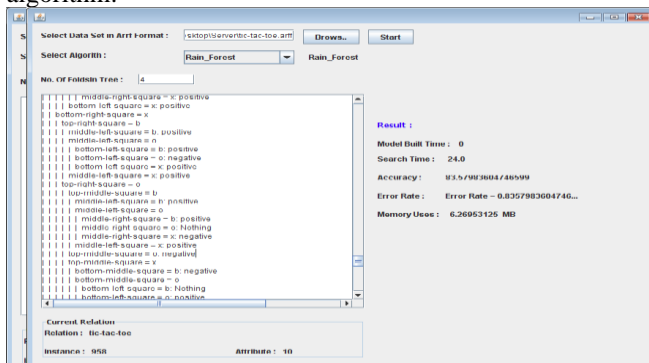 algorithm.
Select Data Set in Arrf Format :
sktop\Server\tic-tac-toe.arff
Drows..
Start
Select Algorith :
Rain_Forest
Rain_Forest
No. Of Foldsin Tree :
4
| | | | | | middle-right-square = x: positive
| | | | bottom left square = x: positive
| | bottom-right-square = x
| | | top-right-square = b
| | | | middle-left-square = b: positive
| | | | middle-left-square = o
| | | | | bottom-left-square = b: positive
| | | | | bottom-left-square = o: negative
| | | | | bottom left square = x: positive
| | | | middle-left-square = x: positive
| | | top-right-square = o
| | | | top-middle-square = b
| | | | | middle-left-square = b: positive
| | | | | middle-left-square = o
| | | | | | middle-right-square = b: positive
| | | | | | middle right square = o: Nothing
| | | | | | middle-right-square = x: negative
| | | | | middle-left-square = x: positive
| | | | top-middle-square = o: negative
| | | | top-middle-square = x
| | | | | bottom-middle-square = b: negative
| | | | | bottom-middle-square = o
| | | | | | bottom left square = b: Nothing
| | | | | | bottom-left-square = o: positive
Result :
Model Built Time : 0
Search Time : 24.0
Accuracy : 83.57983604746599
Error Rate : Error Rate = 0.8357983604746...
Memory Uses : 6.26953125 MB
Current Relation
Relation : tic-tac-toe
Instance : 958
Attribute : 10